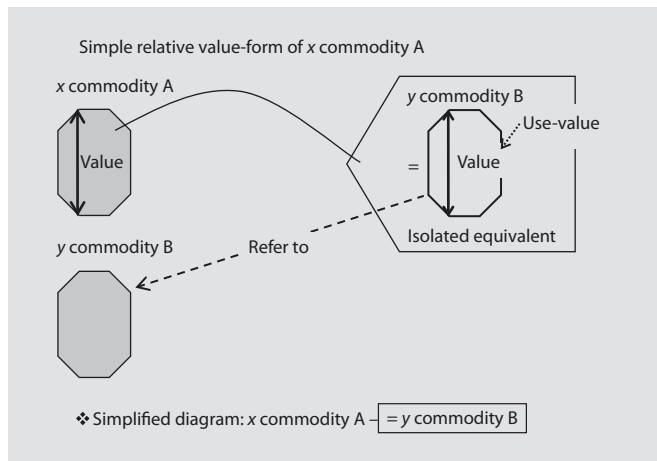 Simple relative value-form of x commodity A
x commodity A
Value
y commodity B
Use-value
= Value
Isolated equivalent
y commodity B
Refer to
❖ Simplified diagram: x commodity A – = y commodity B